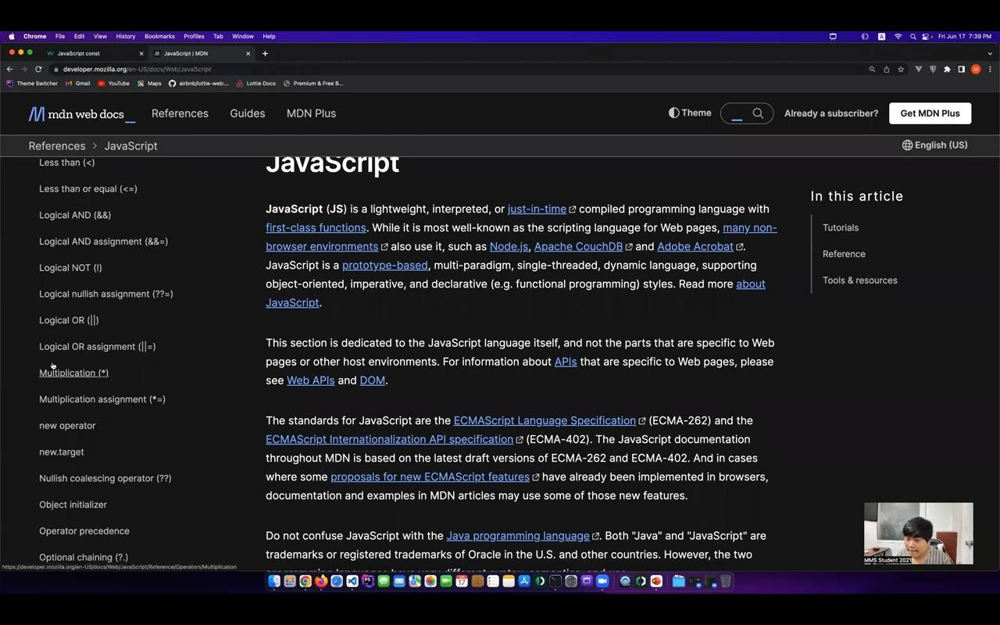 Chrome File Edit View History Bookmarks Profiles Tab Window Help
A Fri Jun 17 7:39 PM
JavaScript const
JavaScript | MDN
developer.mozilla.org/en-US/docs/Web/JavaScript
M
Theme Switcher Gmail YouTube Maps airbnb/lottie-web:... Lottie Docs Premium & Free B...
mdn web docs_
References Guides MDN Plus
Theme
Already a subscriber?
Get MDN Plus
References > JavaScript
English (US)
Less than (<)
Less than or equal (<=)
Logical AND (&&)
Logical AND assignment (&&=)
Logical NOT (!)
Logical nullish assignment (??=)
Logical OR (||)
Logical OR assignment (||=)
Multiplication (*)
Multiplication assignment (*=)
new operator
new.target
Nullish coalescing operator (??)
Object initializer
Operator precedence
Optional chaining (?.)
JavaScript
JavaScript (JS) is a lightweight, interpreted, or just-in-time compiled programming language with
first-class functions. While it is most well-known as the scripting language for Web pages, many non-
browser environments also use it, such as Node.js, Apache CouchDB and Adobe Acrobat.
JavaScript is a prototype-based, multi-paradigm, single-threaded, dynamic language, supporting
object-oriented, imperative, and declarative (e.g. functional programming) styles. Read more about
JavaScript.
This section is dedicated to the JavaScript language itself, and not the parts that are specific to Web
pages or other host environments. For information about APIs that are specific to Web pages, please
see Web APIs and DOM.
The standards for JavaScript are the ECMAScript Language Specification (ECMA-262) and the
ECMAScript Internationalization API specification (ECMA-402). The JavaScript documentation
throughout MDN is based on the latest draft versions of ECMA-262 and ECMA-402. And in cases
where some proposals for new ECMAScript features have already been implemented in browsers,
documentation and examples in MDN articles may use some of those new features.
Do not confuse JavaScript with the Java programming language. Both "Java" and "JavaScript" are
trademarks or registered trademarks of Oracle in the U.S. and other countries. However, the two
In this article
Tutorials
Reference
Tools & resources
MMS Student 2021
https://developer.mozilla.org/en-US/docs/Web/JavaScript/Reference/Operators/Multiplication
17